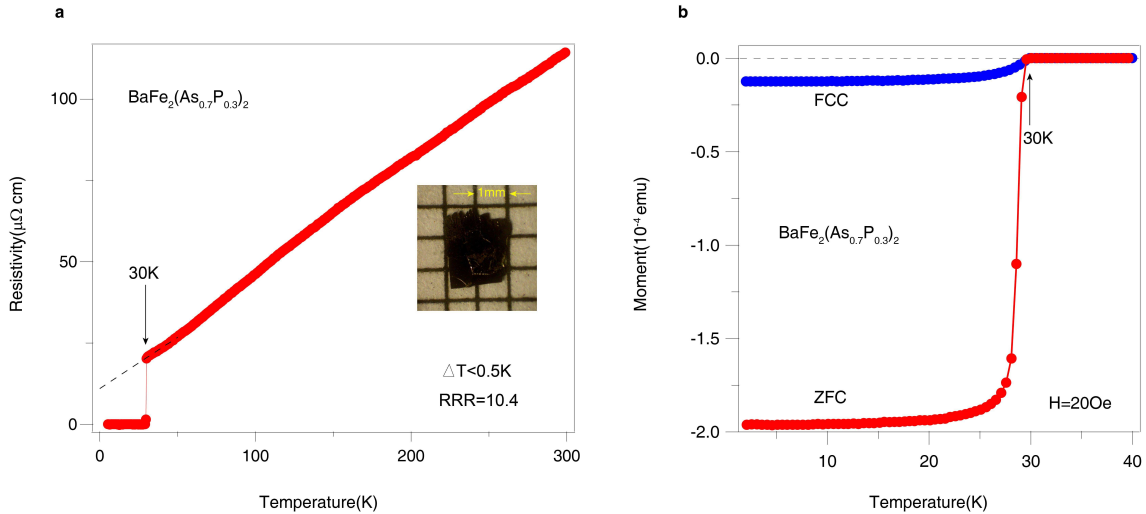 a
BaFe2(As0.7P0.3)2
100
50
0
30K
1mm
△T<0.5K
RRR=10.4
0
100
200
300
Temperature(K)
Resistivity(μΩ cm)
b
0.0
-0.5
-1.0
-1.5
-2.0
FCC
30K
BaFe2(As0.7P0.3)2
ZFC
H=20Oe
10
20
30
40
Temperature(K)
Moment(10-4 emu)